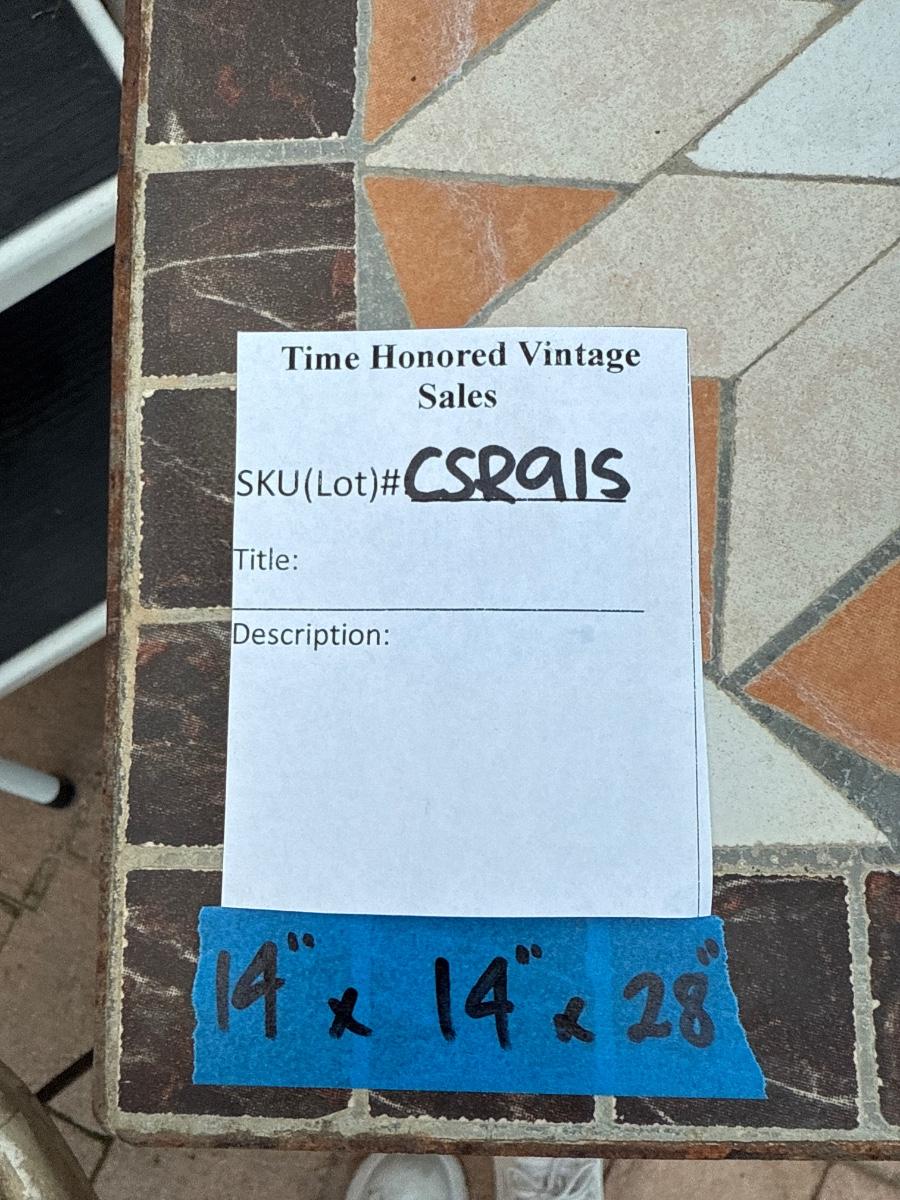 Time Honored Vintage
Sales
SKU(Lot)#CSR915
Title:
Description:
14" x 14" x 28"